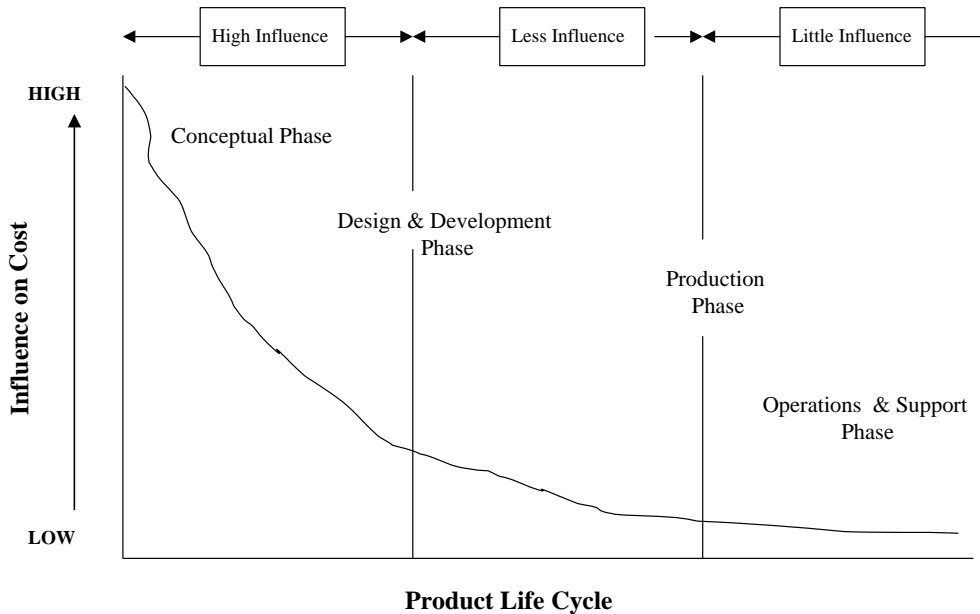 High Influence
Less Influence
Little Influence
HIGH
Conceptual Phase
Design & Development
Phase
Production
Phase
Influence on Cost
Operations & Support
Phase
LOW
Product Life Cycle